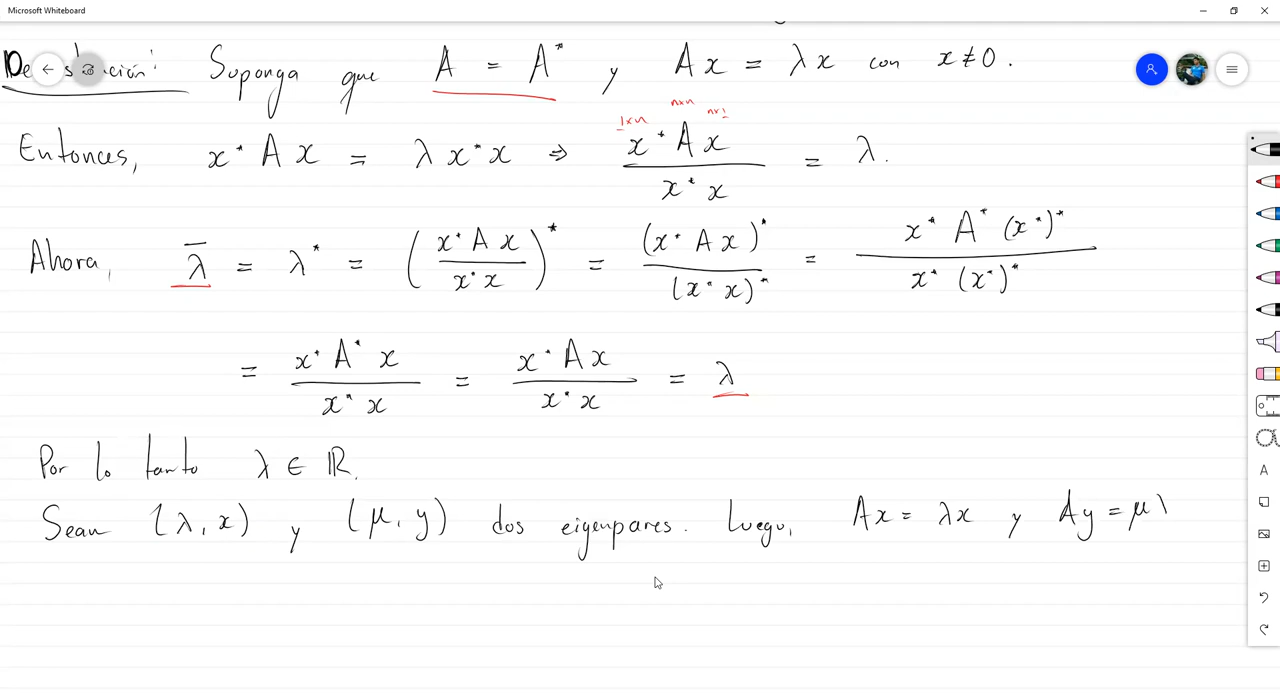 Microsoft Whiteboard
Suponga que A = A* y Ax = λx con x ≠ 0.
1×n n×n n×1
Entonces, x* A x = λ x* x ⇒ x* A x / x* x = λ.
Ahora, λ̄ = λ* = (x* A x / x* x)* = (x* A x)* / (x* x)* = x* A* (x*)* / x* (x*)*
= x* A* x / x* x = x* A x / x* x = λ
Por lo tanto λ ∈ ℝ.
Sean (λ, x) y (μ, y) dos eigenpares. Luego, Ax = λx y Ay = μ